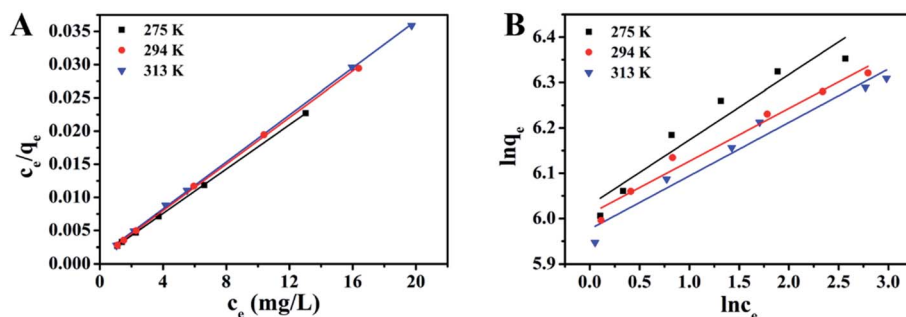 A
B
275 K
294 K
313 K
0.035
0.030
0.025
0.020
0.015
0.010
0.005
0.000
c_e/q_e
0 4 8 12 16 20
c_e (mg/L)
275 K
294 K
313 K
6.4
6.3
6.2
6.1
6.0
5.9
lnq_e
0.0 0.5 1.0 1.5 2.0 2.5 3.0
lnc_e